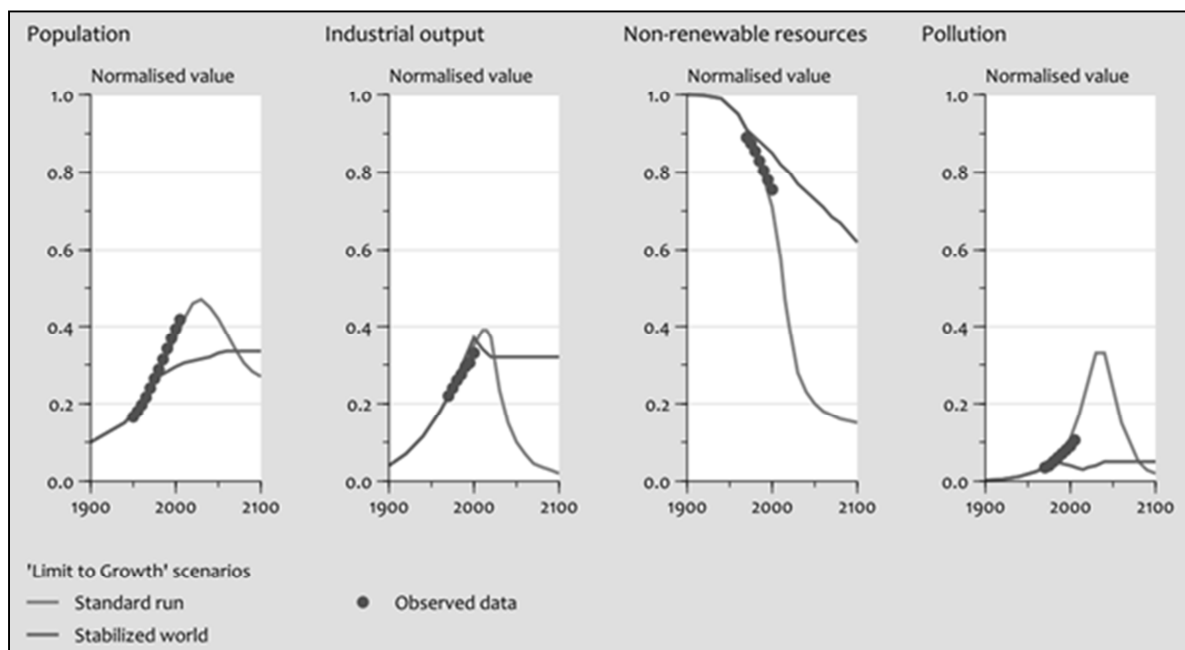 Population
Industrial output
Non-renewable resources
Pollution
Normalised value
Normalised value
Normalised value
Normalised value
1.0
0.8
0.6
0.4
0.2
0.0
1900 2000 2100
1.0
0.8
0.6
0.4
0.2
0.0
1900 2000 2100
1.0
0.8
0.6
0.4
0.2
0.0
1900 2000 2100
1.0
0.8
0.6
0.4
0.2
0.0
1900 2000 2100
'Limit to Growth' scenarios
Standard run
Stabilized world
Observed data